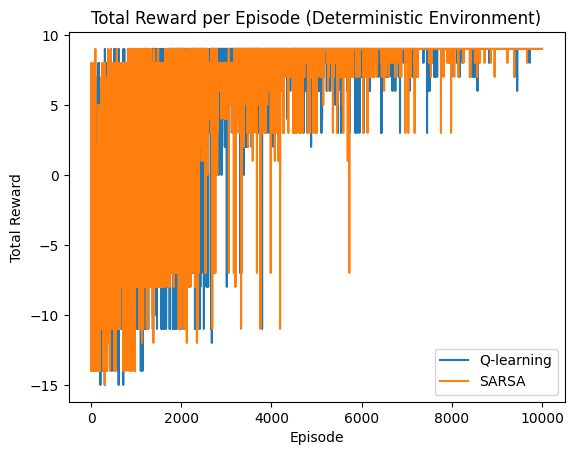 Total Reward per Episode (Deterministic Environment)
10
5
0
−5
−10
−15
Total Reward
0
2000
4000
6000
8000
10000
Episode
Q-learning
SARSA